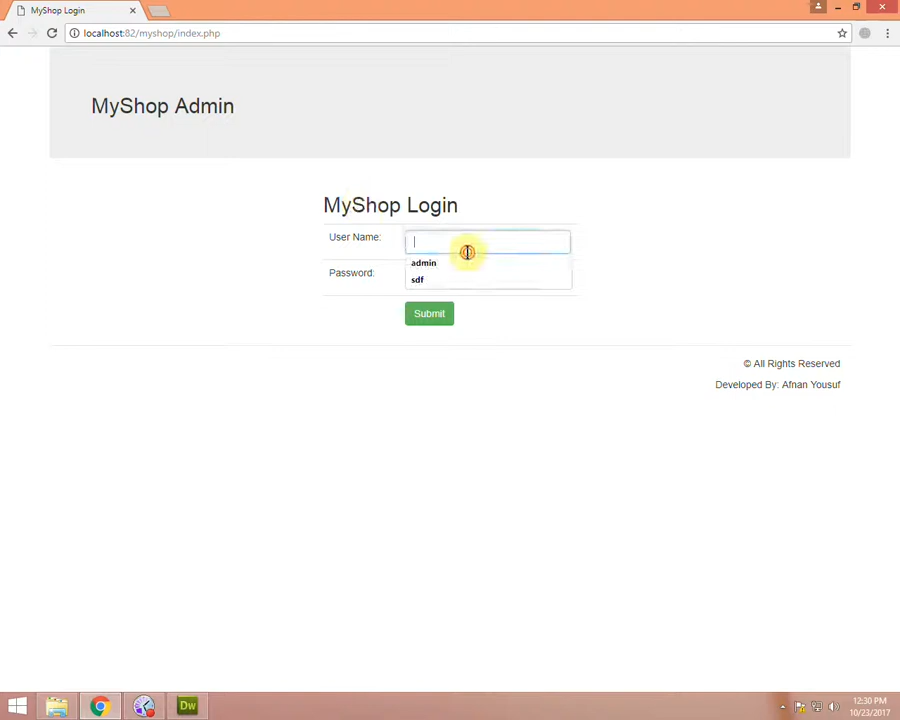 MyShop Login
localhost:82/myshop/index.php
MyShop Admin
MyShop Login
User Name:
admin
Password:
sdf
Submit
© All Rights Reserved
Developed By: Afnan Yousuf
Dw
12:30 PM
10/23/2017